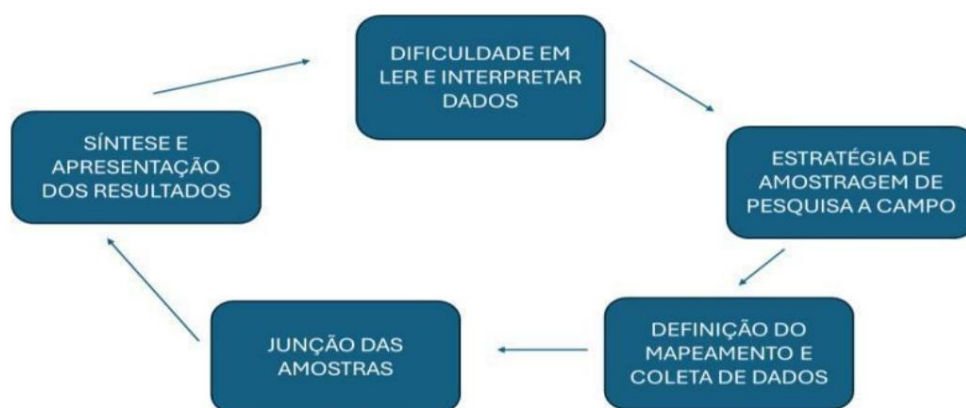 DIFICULDADE EM
LER E INTERPRETAR
DADOS
ESTRATÉGIA DE
AMOSTRAGEM DE
PESQUISA A CAMPO
DEFINIÇÃO DO
MAPEAMENTO E
COLETA DE DADOS
JUNÇÃO DAS
AMOSTRAS
SÍNTESE E
APRESENTAÇÃO
DOS RESULTADOS